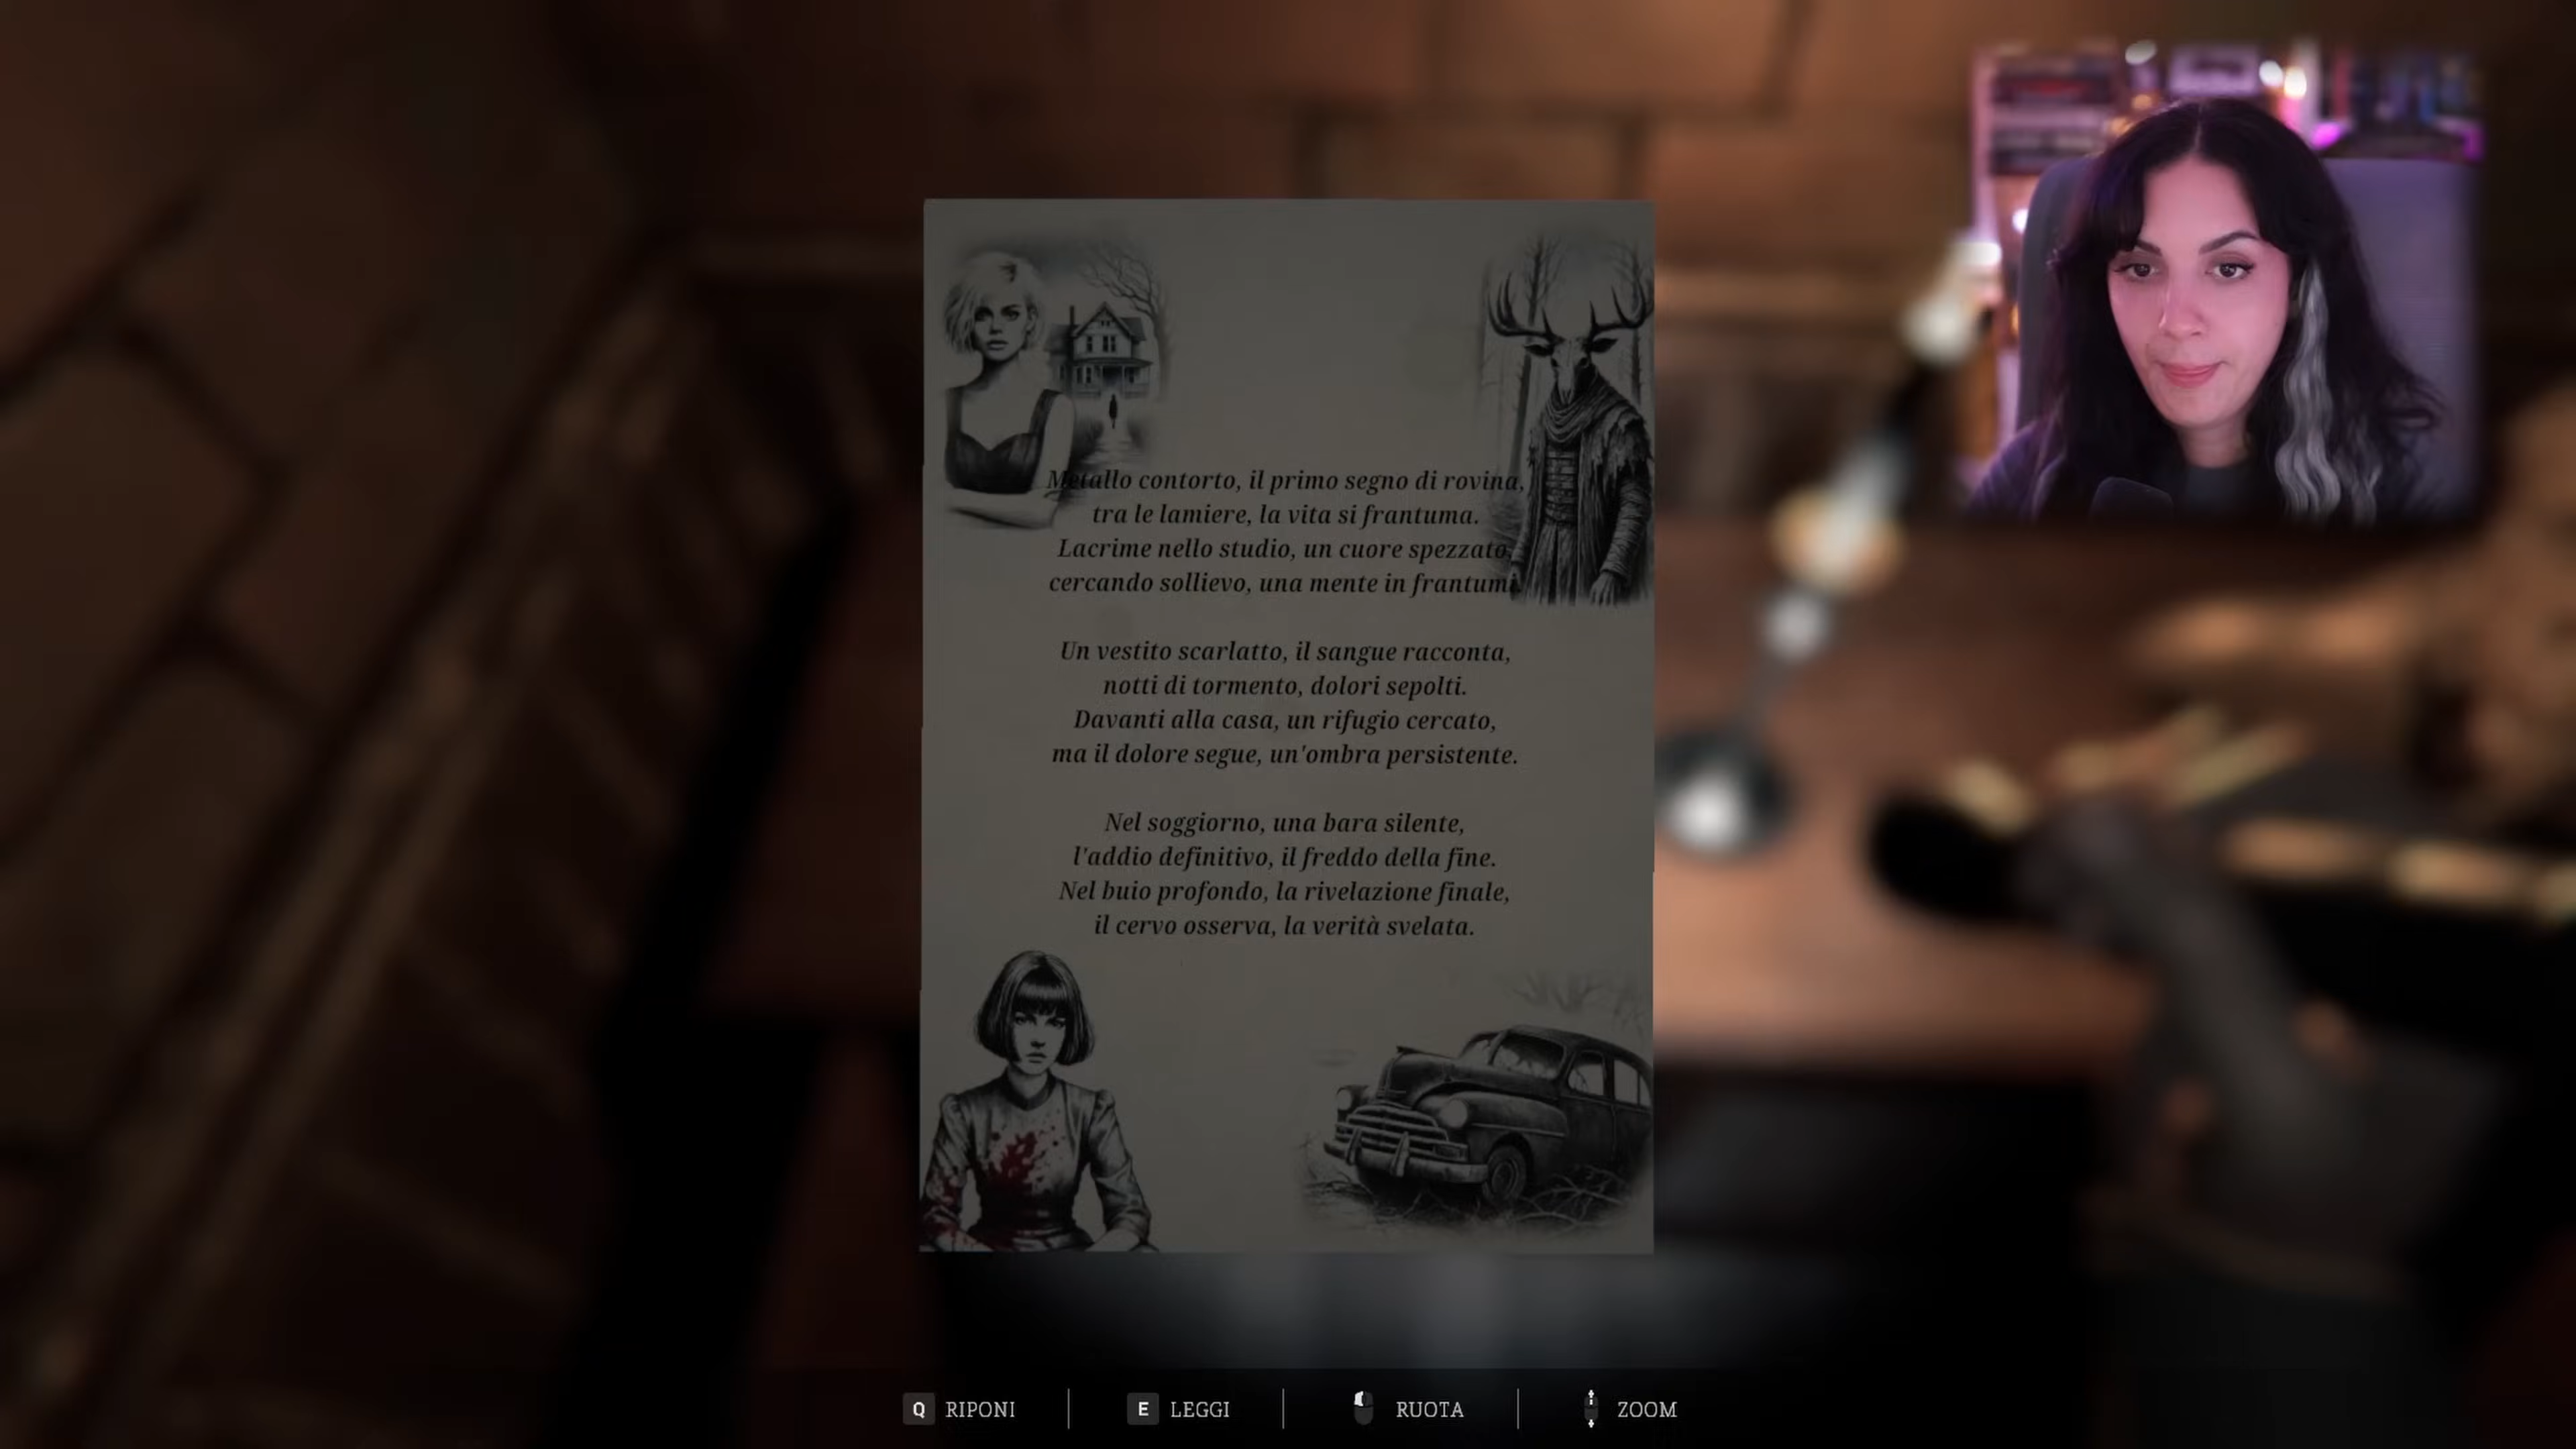 Metallo contorto, il primo segno di rovina,
tra le lamiere, la vita si frantuma.
Lacrime nello studio, un cuore spezzato,
cercando sollievo, una mente in frantumi.
Un vestito scarlatto, il sangue racconta,
notti di tormento, dolori sepolti.
Davanti alla casa, un rifugio cercato,
ma il dolore segue, un'ombra persistente.
Nel soggiorno, una bara silente,
l'addio definitivo, il freddo della fine.
Nel buio profondo, la rivelazione finale,
il cervo osserva, la verità svelata.
Q RIPONI
E LEGGI
RUOTA
ZOOM